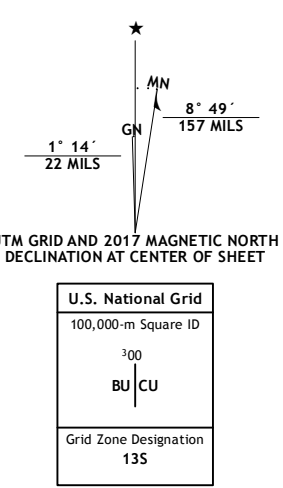 ★
MN
8° 49´
GN 157 MILS
1° 14´
22 MILS
UTM GRID AND 2017 MAGNETIC NORTH
DECLINATION AT CENTER OF SHEET
U.S. National Grid
100,000-m Square ID
³00
BU CU
Grid Zone Designation
13S